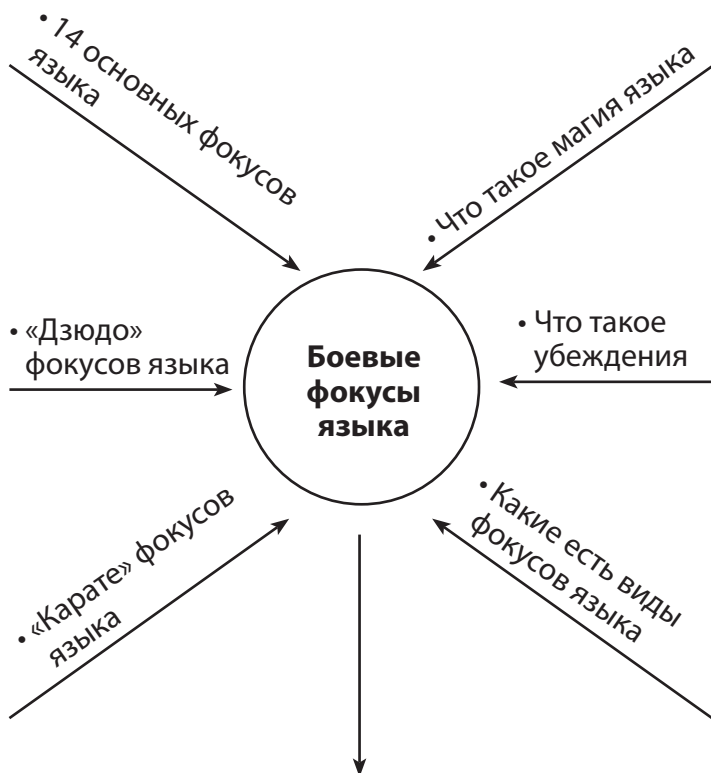 • 14 основных фокусов
языка
• Что такое магия языка
• «Дзюдо»
фокусов языка
Боевые
фокусы
языка
• Что такое
убеждения
• «Карате» фокусов
языка
• Какие есть виды
фокусов языка